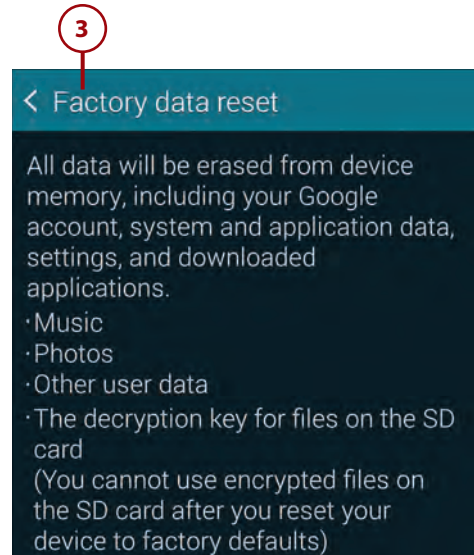 3
< Factory data reset
All data will be erased from device
memory, including your Google
account, system and application data,
settings, and downloaded
applications.
·Music
·Photos
·Other user data
·The decryption key for files on the SD
card
(You cannot use encrypted files on
the SD card after you reset your
device to factory defaults)